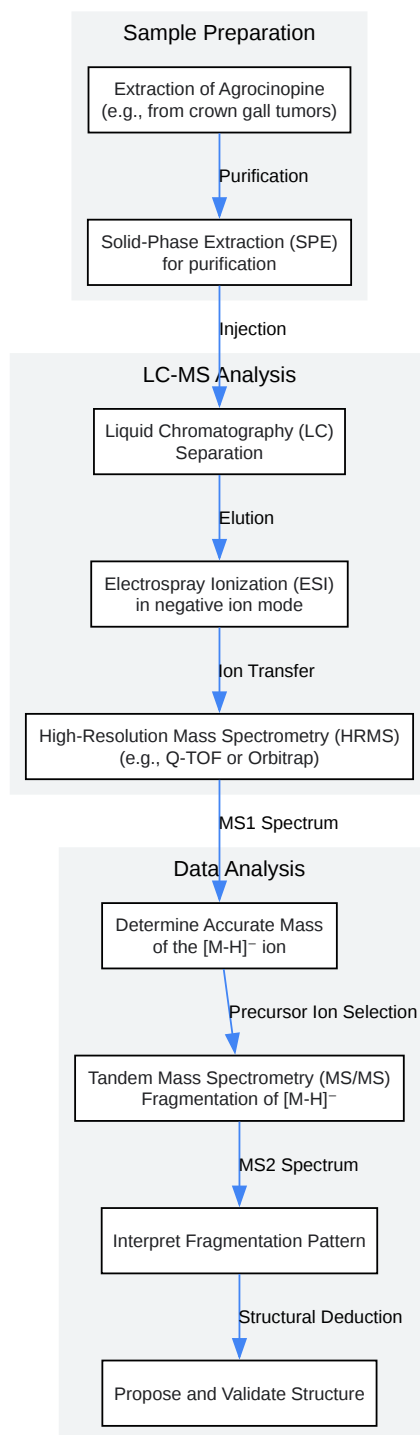 Sample Preparation
Extraction of Agrocinopine
(e.g., from crown gall tumors)
Purification
Solid-Phase Extraction (SPE)
for purification
Injection
LC-MS Analysis
Liquid Chromatography (LC)
Separation
Elution
Electrospray Ionization (ESI)
in negative ion mode
Ion Transfer
High-Resolution Mass Spectrometry (HRMS)
(e.g., Q-TOF or Orbitrap)
MS1 Spectrum
Data Analysis
Determine Accurate Mass
of the [M-H]⁻ ion
Precursor Ion Selection
Tandem Mass Spectrometry (MS/MS)
Fragmentation of [M-H]⁻
MS2 Spectrum
Interpret Fragmentation Pattern
Structural Deduction
Propose and Validate Structure